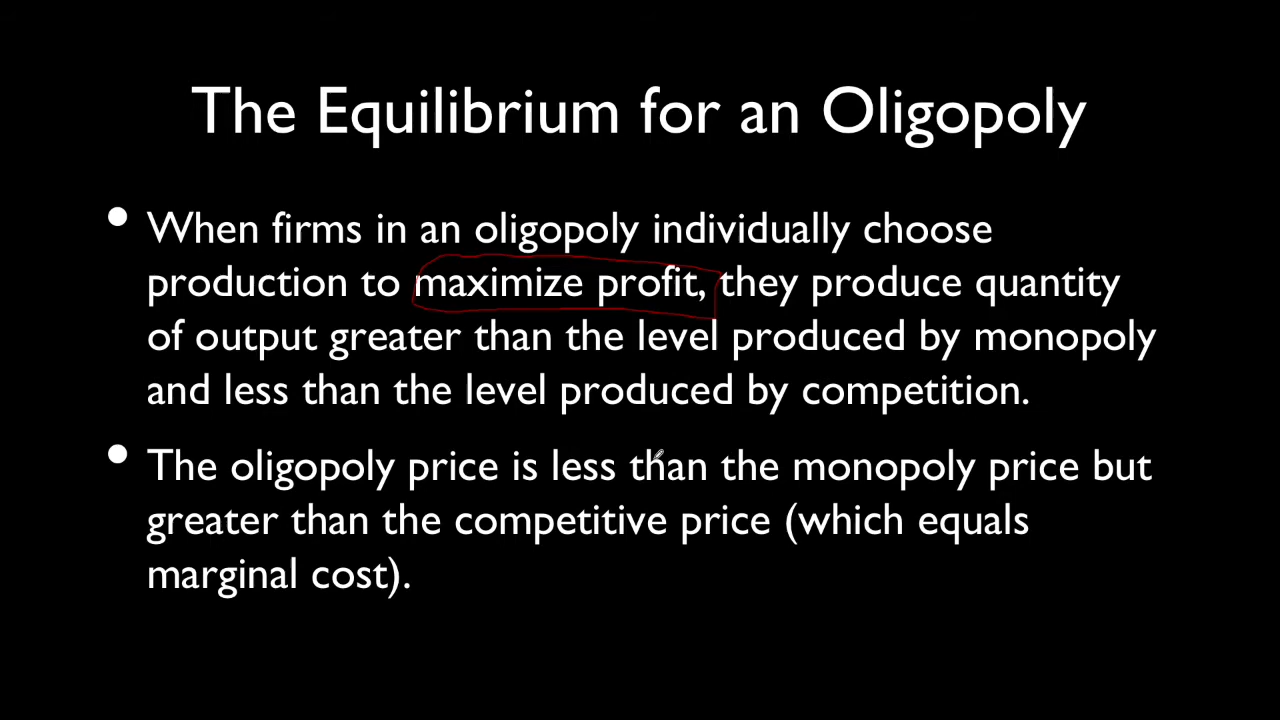 The Equilibrium for an Oligopoly
• When firms in an oligopoly individually choose
production to maximize profit, they produce quantity
of output greater than the level produced by monopoly
and less than the level produced by competition.
• The oligopoly price is less than the monopoly price but
greater than the competitive price (which equals
marginal cost).